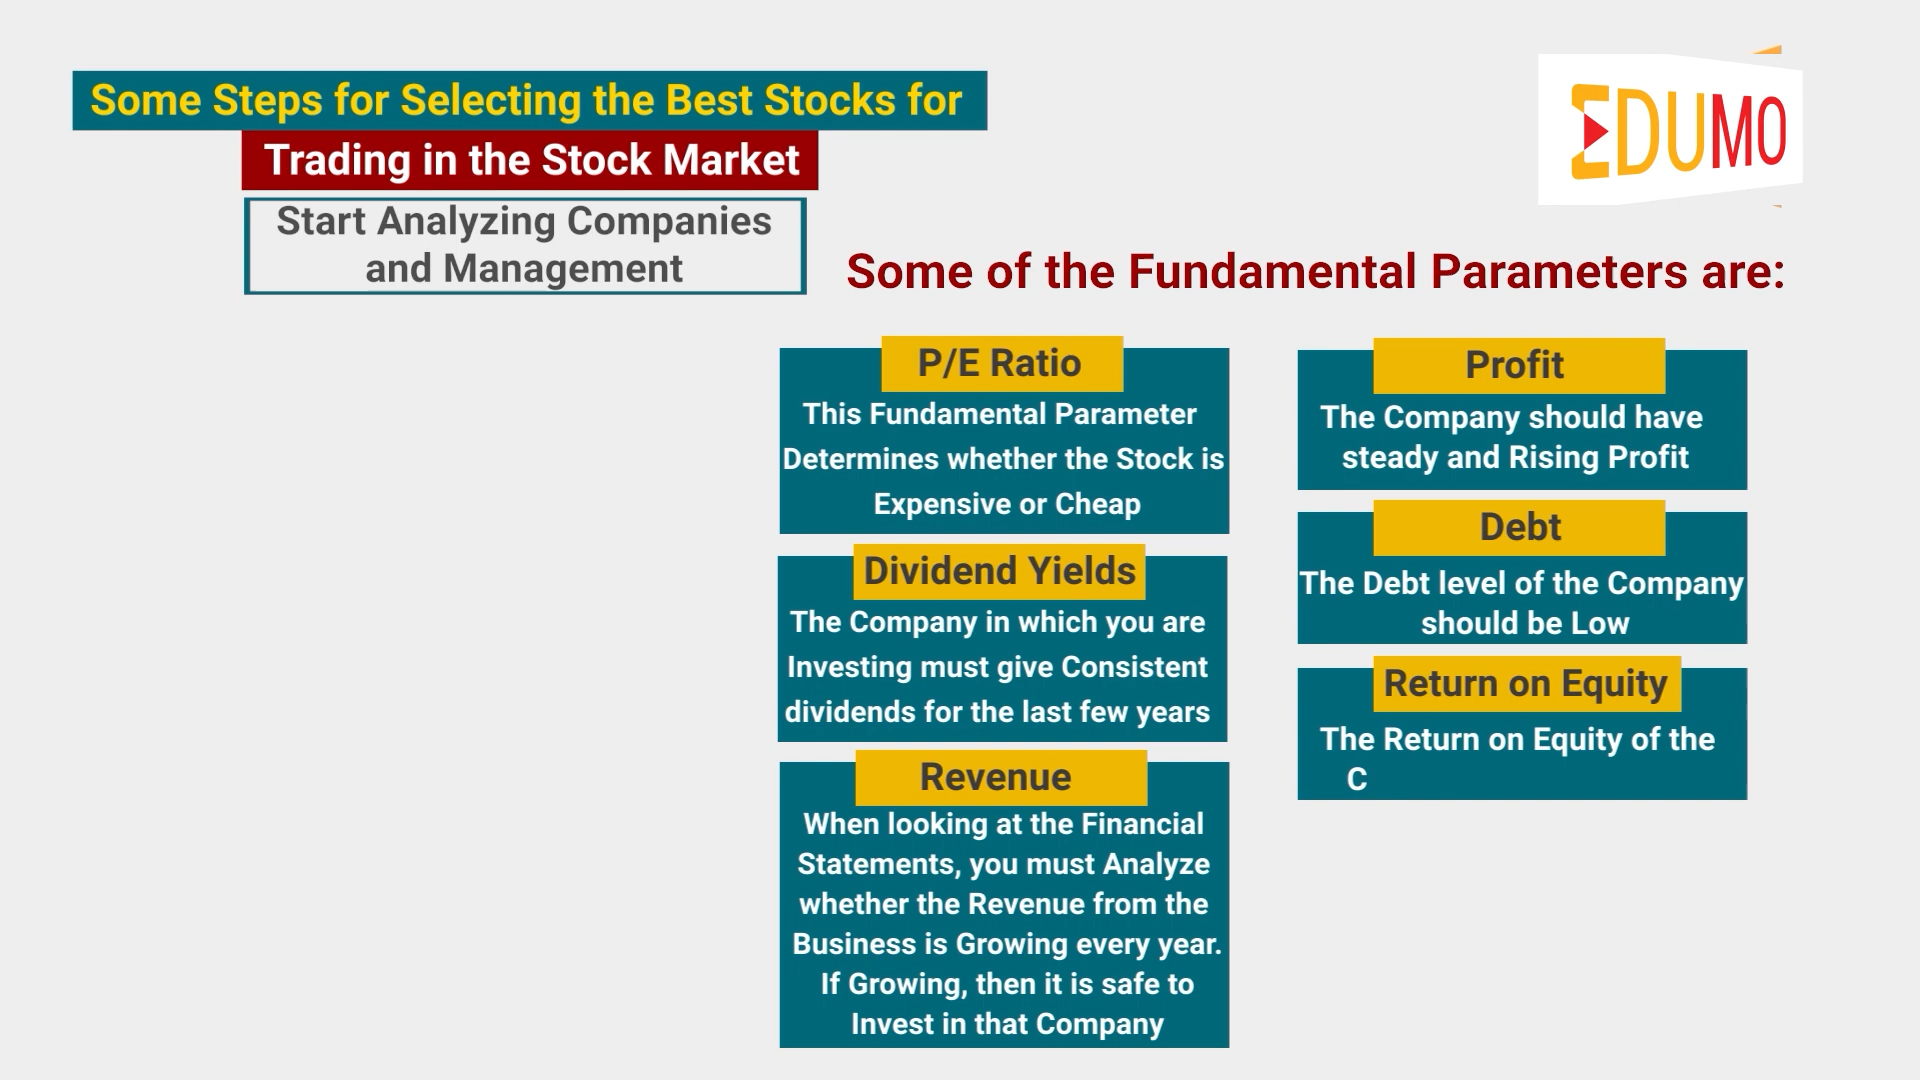 Some Steps for Selecting the Best Stocks for
Trading in the Stock Market
Start Analyzing Companies
and Management
EDUMO
Some of the Fundamental Parameters are:
P/E Ratio
This Fundamental Parameter
Determines whether the Stock is
Expensive or Cheap
Dividend Yields
The Company in which you are
Investing must give Consistent
dividends for the last few years
Revenue
When looking at the Financial
Statements, you must Analyze
whether the Revenue from the
Business is Growing every year.
If Growing, then it is safe to
Invest in that Company
Profit
The Company should have
steady and Rising Profit
Debt
The Debt level of the Company
should be Low
Return on Equity
The Return on Equity of the
C